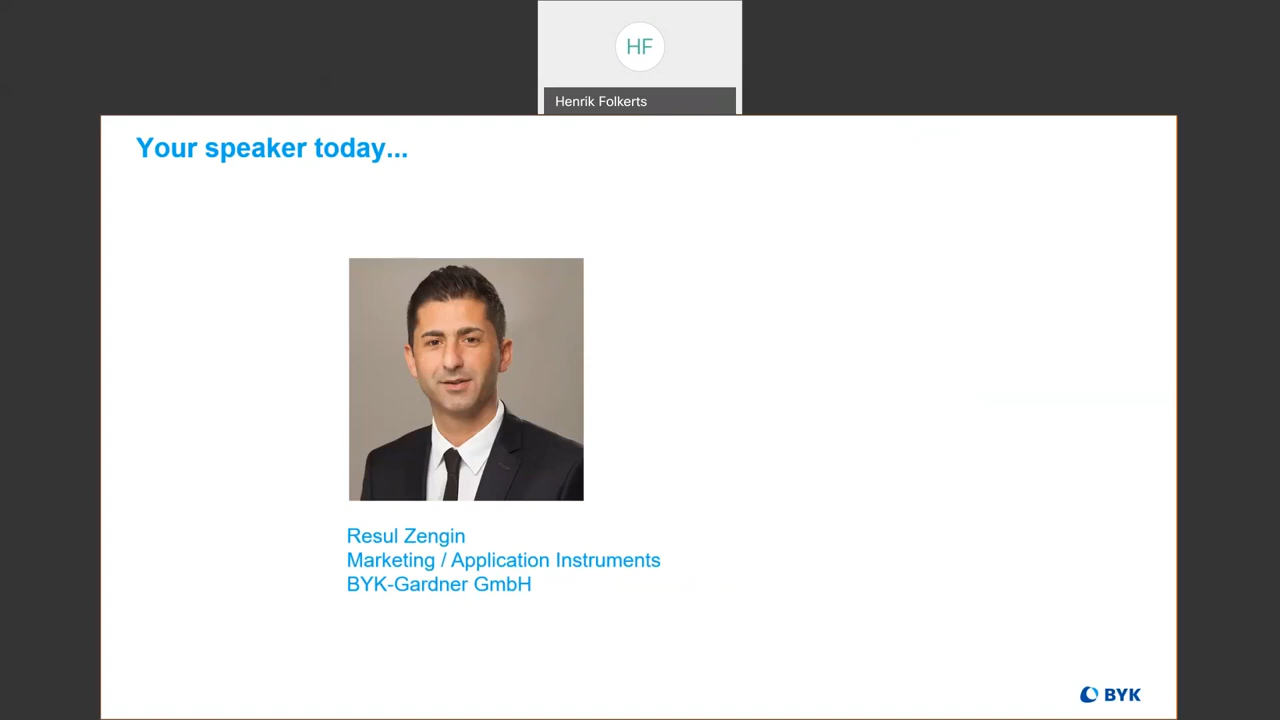 HF
Henrik Folkerts
Your speaker today...
Resul Zengin
Marketing / Application Instruments
BYK-Gardner GmbH
BYK